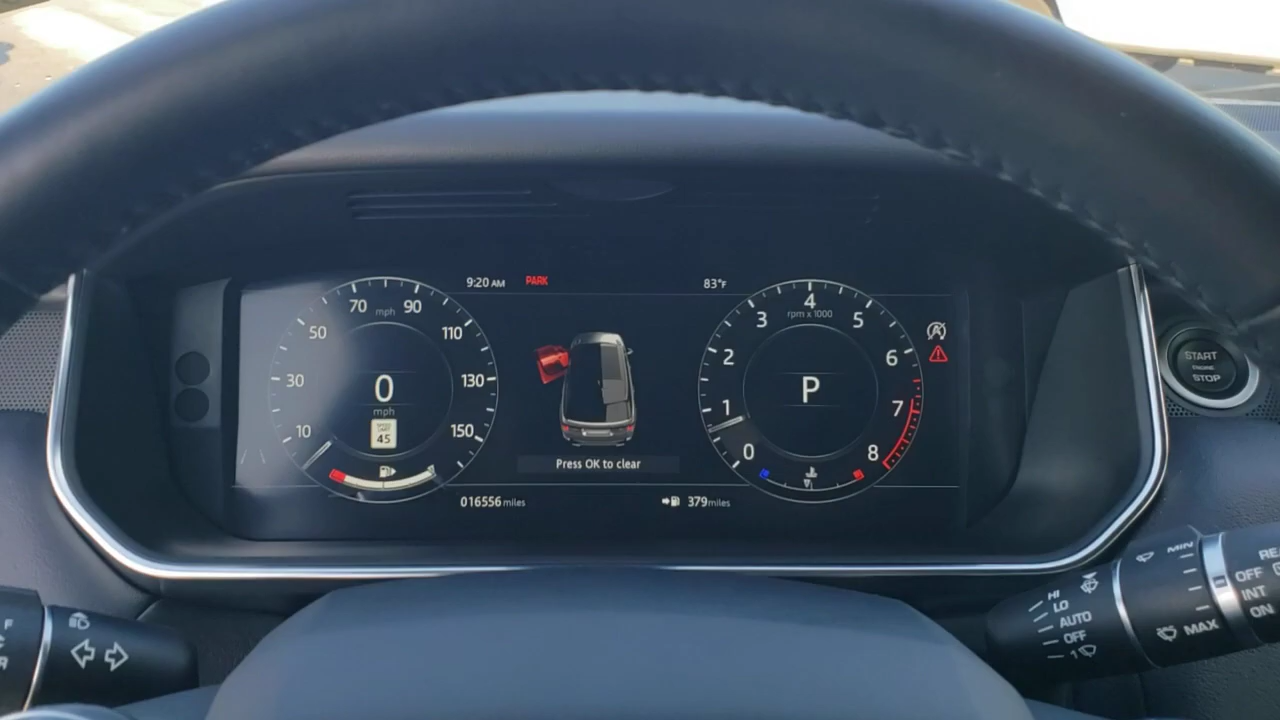 9:20 AM
PARK
83°F
10
30
50
70
mph
90
110
130
150
0
mph
SPEED
LIMIT
45
Press OK to clear
016556 miles
379 miles
0
1
2
3
4
5
6
7
8
rpm x 1000
P
START
ENGINE
STOP
HI
LO
AUTO
OFF
1
MIN
MAX
OFF
INT
ON